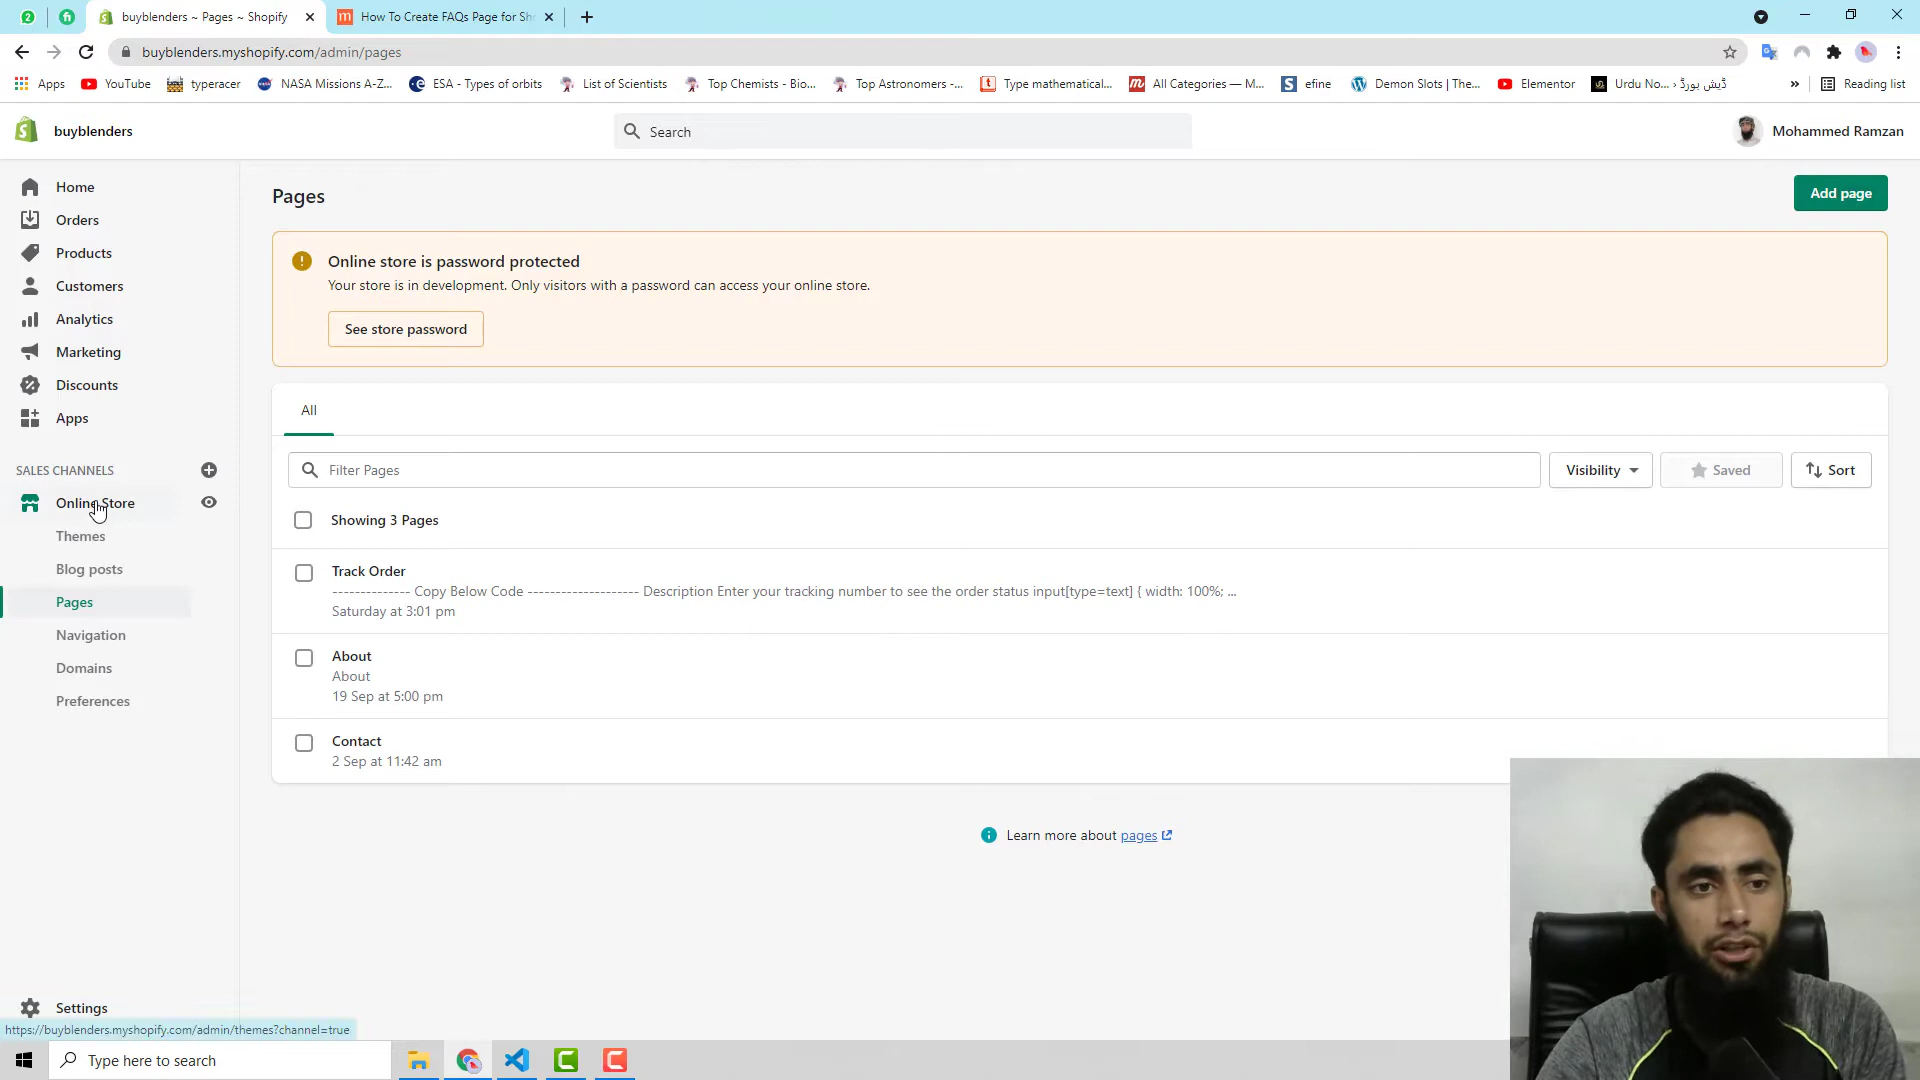 buyblenders ~ Pages ~ Shopify
How To Create FAQs Page for Sh
buyblenders.myshopify.com/admin/pages
Apps
YouTube
typeracer
NASA Missions A-Z...
ESA - Types of orbits
List of Scientists
Top Chemists - Bio...
Top Astronomers -...
Type mathematical...
All Categories — M...
efine
Demon Slots | The...
Elementor
Urdu No... › ڈیش بورڈ
»
Reading list
buyblenders
Search
Mohammed Ramzan
Home
Orders
Products
Customers
Analytics
Marketing
Discounts
Apps
SALES CHANNELS
Online Store
Themes
Blog posts
Pages
Navigation
Domains
Preferences
Settings
Pages
Add page
Online store is password protected
Your store is in development. Only visitors with a password can access your online store.
See store password
All
Filter Pages
Visibility
Saved
Sort
Showing 3 Pages
Track Order
-------------- Copy Below Code -------------------- Description Enter your tracking number to see the order status input[type=text] { width: 100%; ...
Saturday at 3:01 pm
About
About
19 Sep at 5:00 pm
Contact
2 Sep at 11:42 am
Learn more about pages
https://buyblenders.myshopify.com/admin/themes?channel=true
Type here to search